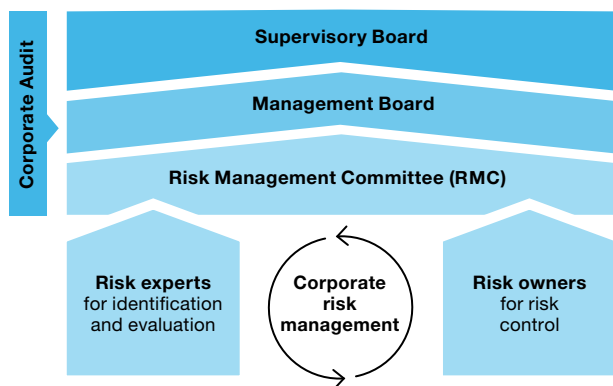 Corporate Audit
Supervisory Board
Management Board
Risk Management Committee (RMC)
Risk experts
for identification
and evaluation
Corporate
risk
management
Risk owners
for risk
control